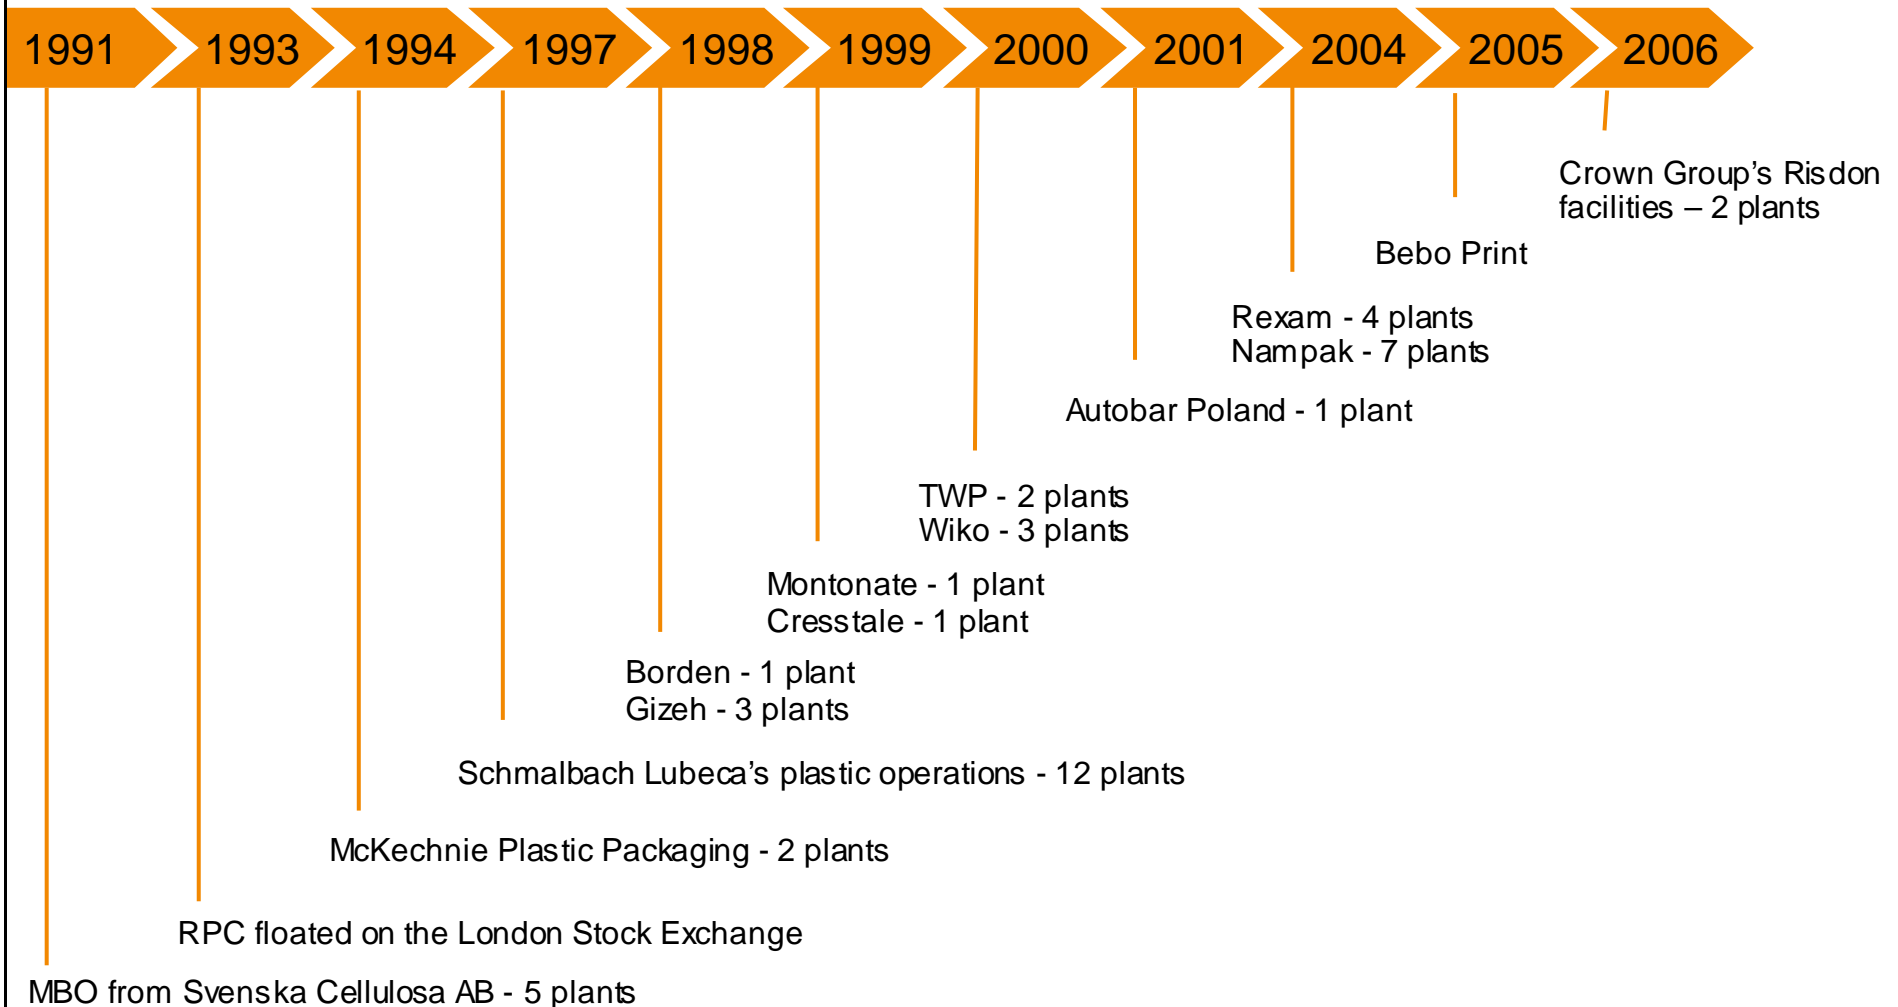 1991 1993 1994 1997 1998 1999 2000 2001 2004 2005 2006
Crown Group’s Risdon
facilities – 2 plants
Bebo Print
Rexam - 4 plants
Nampak - 7 plants
Autobar Poland - 1 plant
TWP - 2 plants
Wiko - 3 plants
Montonate - 1 plant
Cresstale - 1 plant
Borden - 1 plant
Gizeh - 3 plants
Schmalbach Lubeca’s plastic operations - 12 plants
McKechnie Plastic Packaging - 2 plants
RPC floated on the London Stock Exchange
MBO from Svenska Cellulosa AB - 5 plants